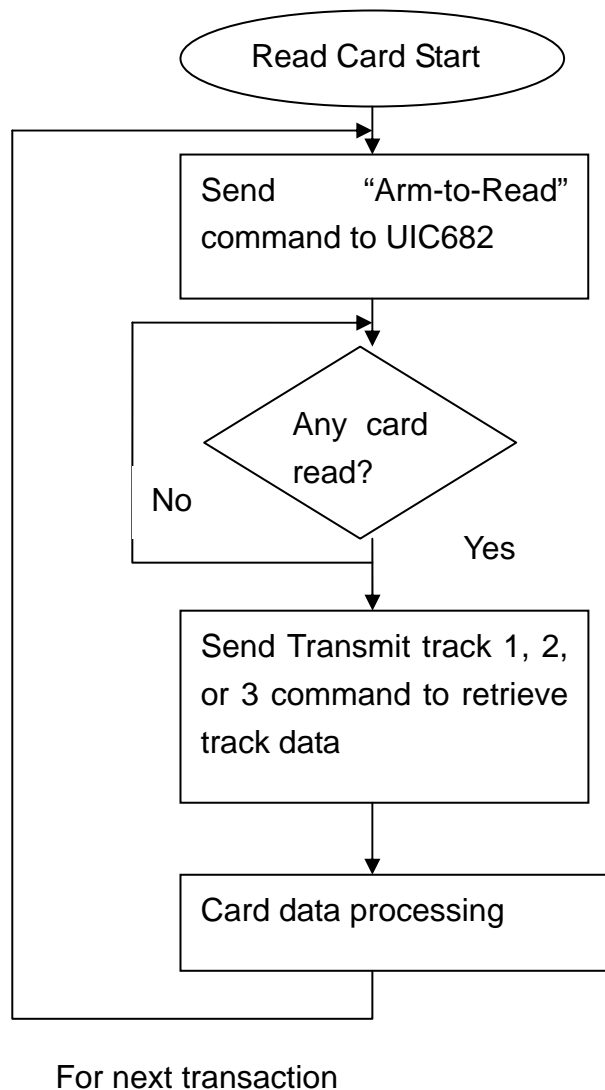 Read Card Start
Send “Arm-to-Read”
command to UIC682
Any card
read?
No
Yes
Send Transmit track 1, 2,
or 3 command to retrieve
track data
Card data processing
For next transaction